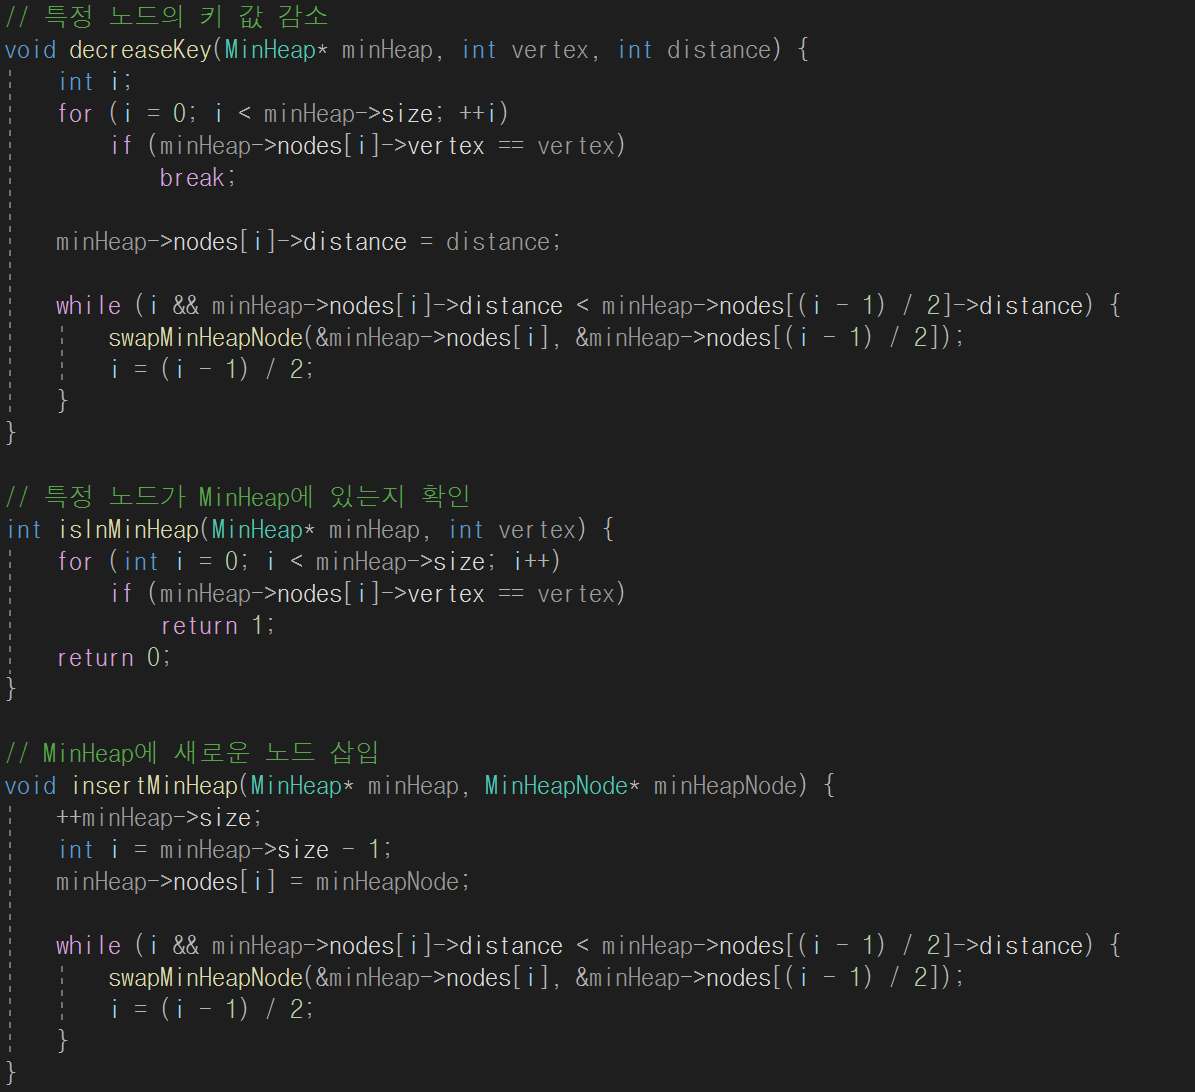 // 특정 노드의 키 값 감소
void decreaseKey(MinHeap* minHeap, int vertex, int distance) {
    int i;
    for (i = 0; i < minHeap->size; ++i)
        if (minHeap->nodes[i]->vertex == vertex)
            break;

    minHeap->nodes[i]->distance = distance;

    while (i && minHeap->nodes[i]->distance < minHeap->nodes[(i - 1) / 2]->distance) {
        swapMinHeapNode(&minHeap->nodes[i], &minHeap->nodes[(i - 1) / 2]);
        i = (i - 1) / 2;
    }
}

// 특정 노드가 MinHeap에 있는지 확인
int isInMinHeap(MinHeap* minHeap, int vertex) {
    for (int i = 0; i < minHeap->size; i++)
        if (minHeap->nodes[i]->vertex == vertex)
            return 1;
    return 0;
}

// MinHeap에 새로운 노드 삽입
void insertMinHeap(MinHeap* minHeap, MinHeapNode* minHeapNode) {
    ++minHeap->size;
    int i = minHeap->size - 1;
    minHeap->nodes[i] = minHeapNode;

    while (i && minHeap->nodes[i]->distance < minHeap->nodes[(i - 1) / 2]->distance) {
        swapMinHeapNode(&minHeap->nodes[i], &minHeap->nodes[(i - 1) / 2]);
        i = (i - 1) / 2;
    }
}